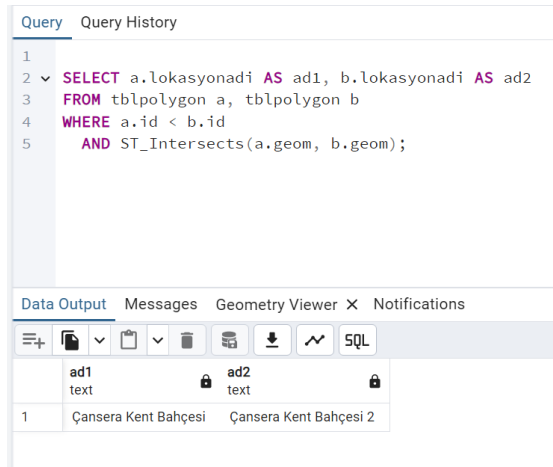 Query Query History
1
2 SELECT a.lokasyonadi AS ad1, b.lokasyonadi AS ad2
3 FROM tblpolygon a, tblpolygon b
4 WHERE a.id < b.id
5 AND ST_Intersects(a.geom, b.geom);
Data Output Messages Geometry Viewer X Notifications
SQL
ad1 ad2
text text
1 Çansera Kent Bahçesi Çansera Kent Bahçesi 2